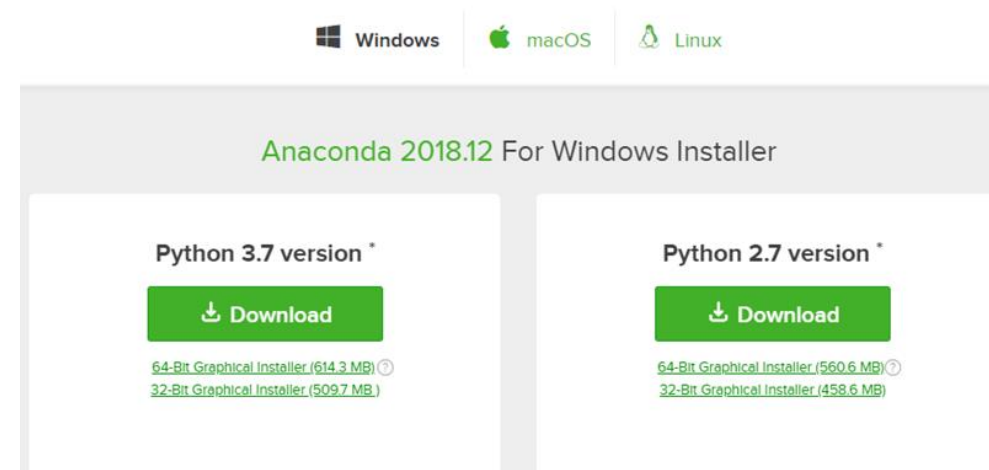 Windows macOS Linux
Anaconda 2018.12 For Windows Installer
Python 3.7 version *
Download
64-Bit Graphical Installer (614.3 MB) ?
32-Bit Graphical Installer (509.7 MB )
Python 2.7 version *
Download
64-Bit Graphical Installer (560.6 MB) ?
32-Bit Graphical Installer (458.6 MB)